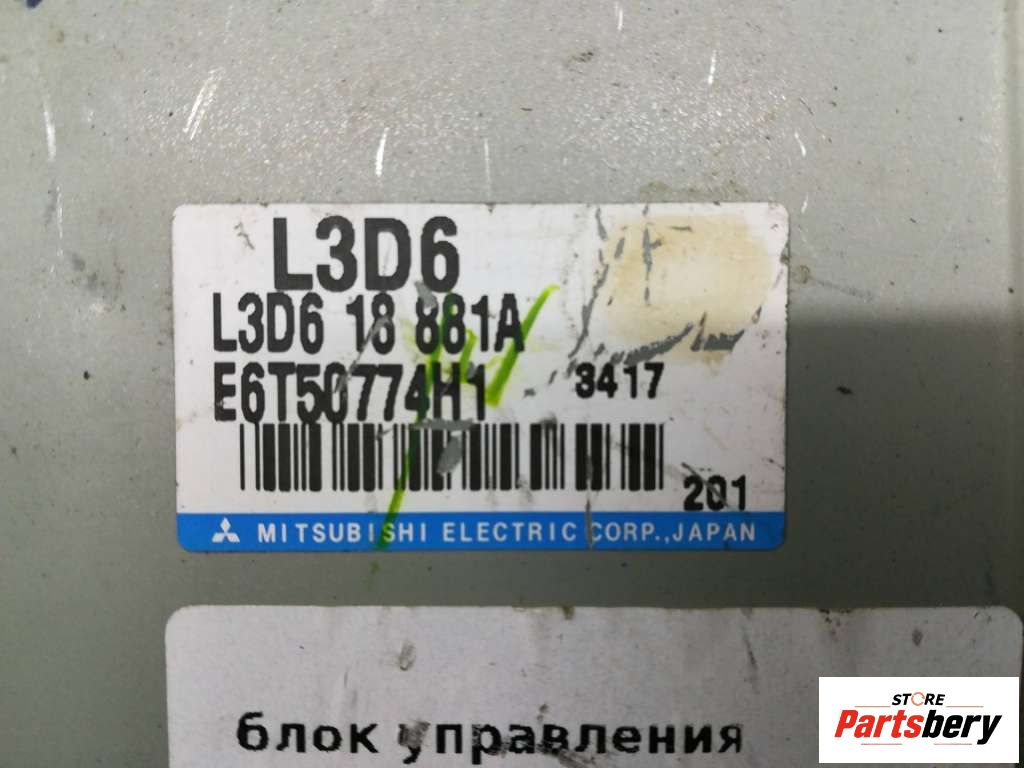 L3D6
L3D6 18 881A
E6T50774H1 3417
201
MITSUBISHI ELECTRIC CORP., JAPAN
блок управления
STORE
Partsbery